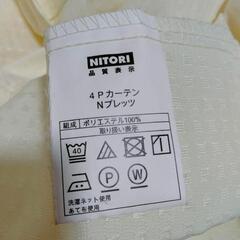 NITORI
品質表示
4Pカーテン
Nプレッツ
組成 ポリエステル100%
取り扱い表示
40
P W
洗濯ネット使用
あて布使用